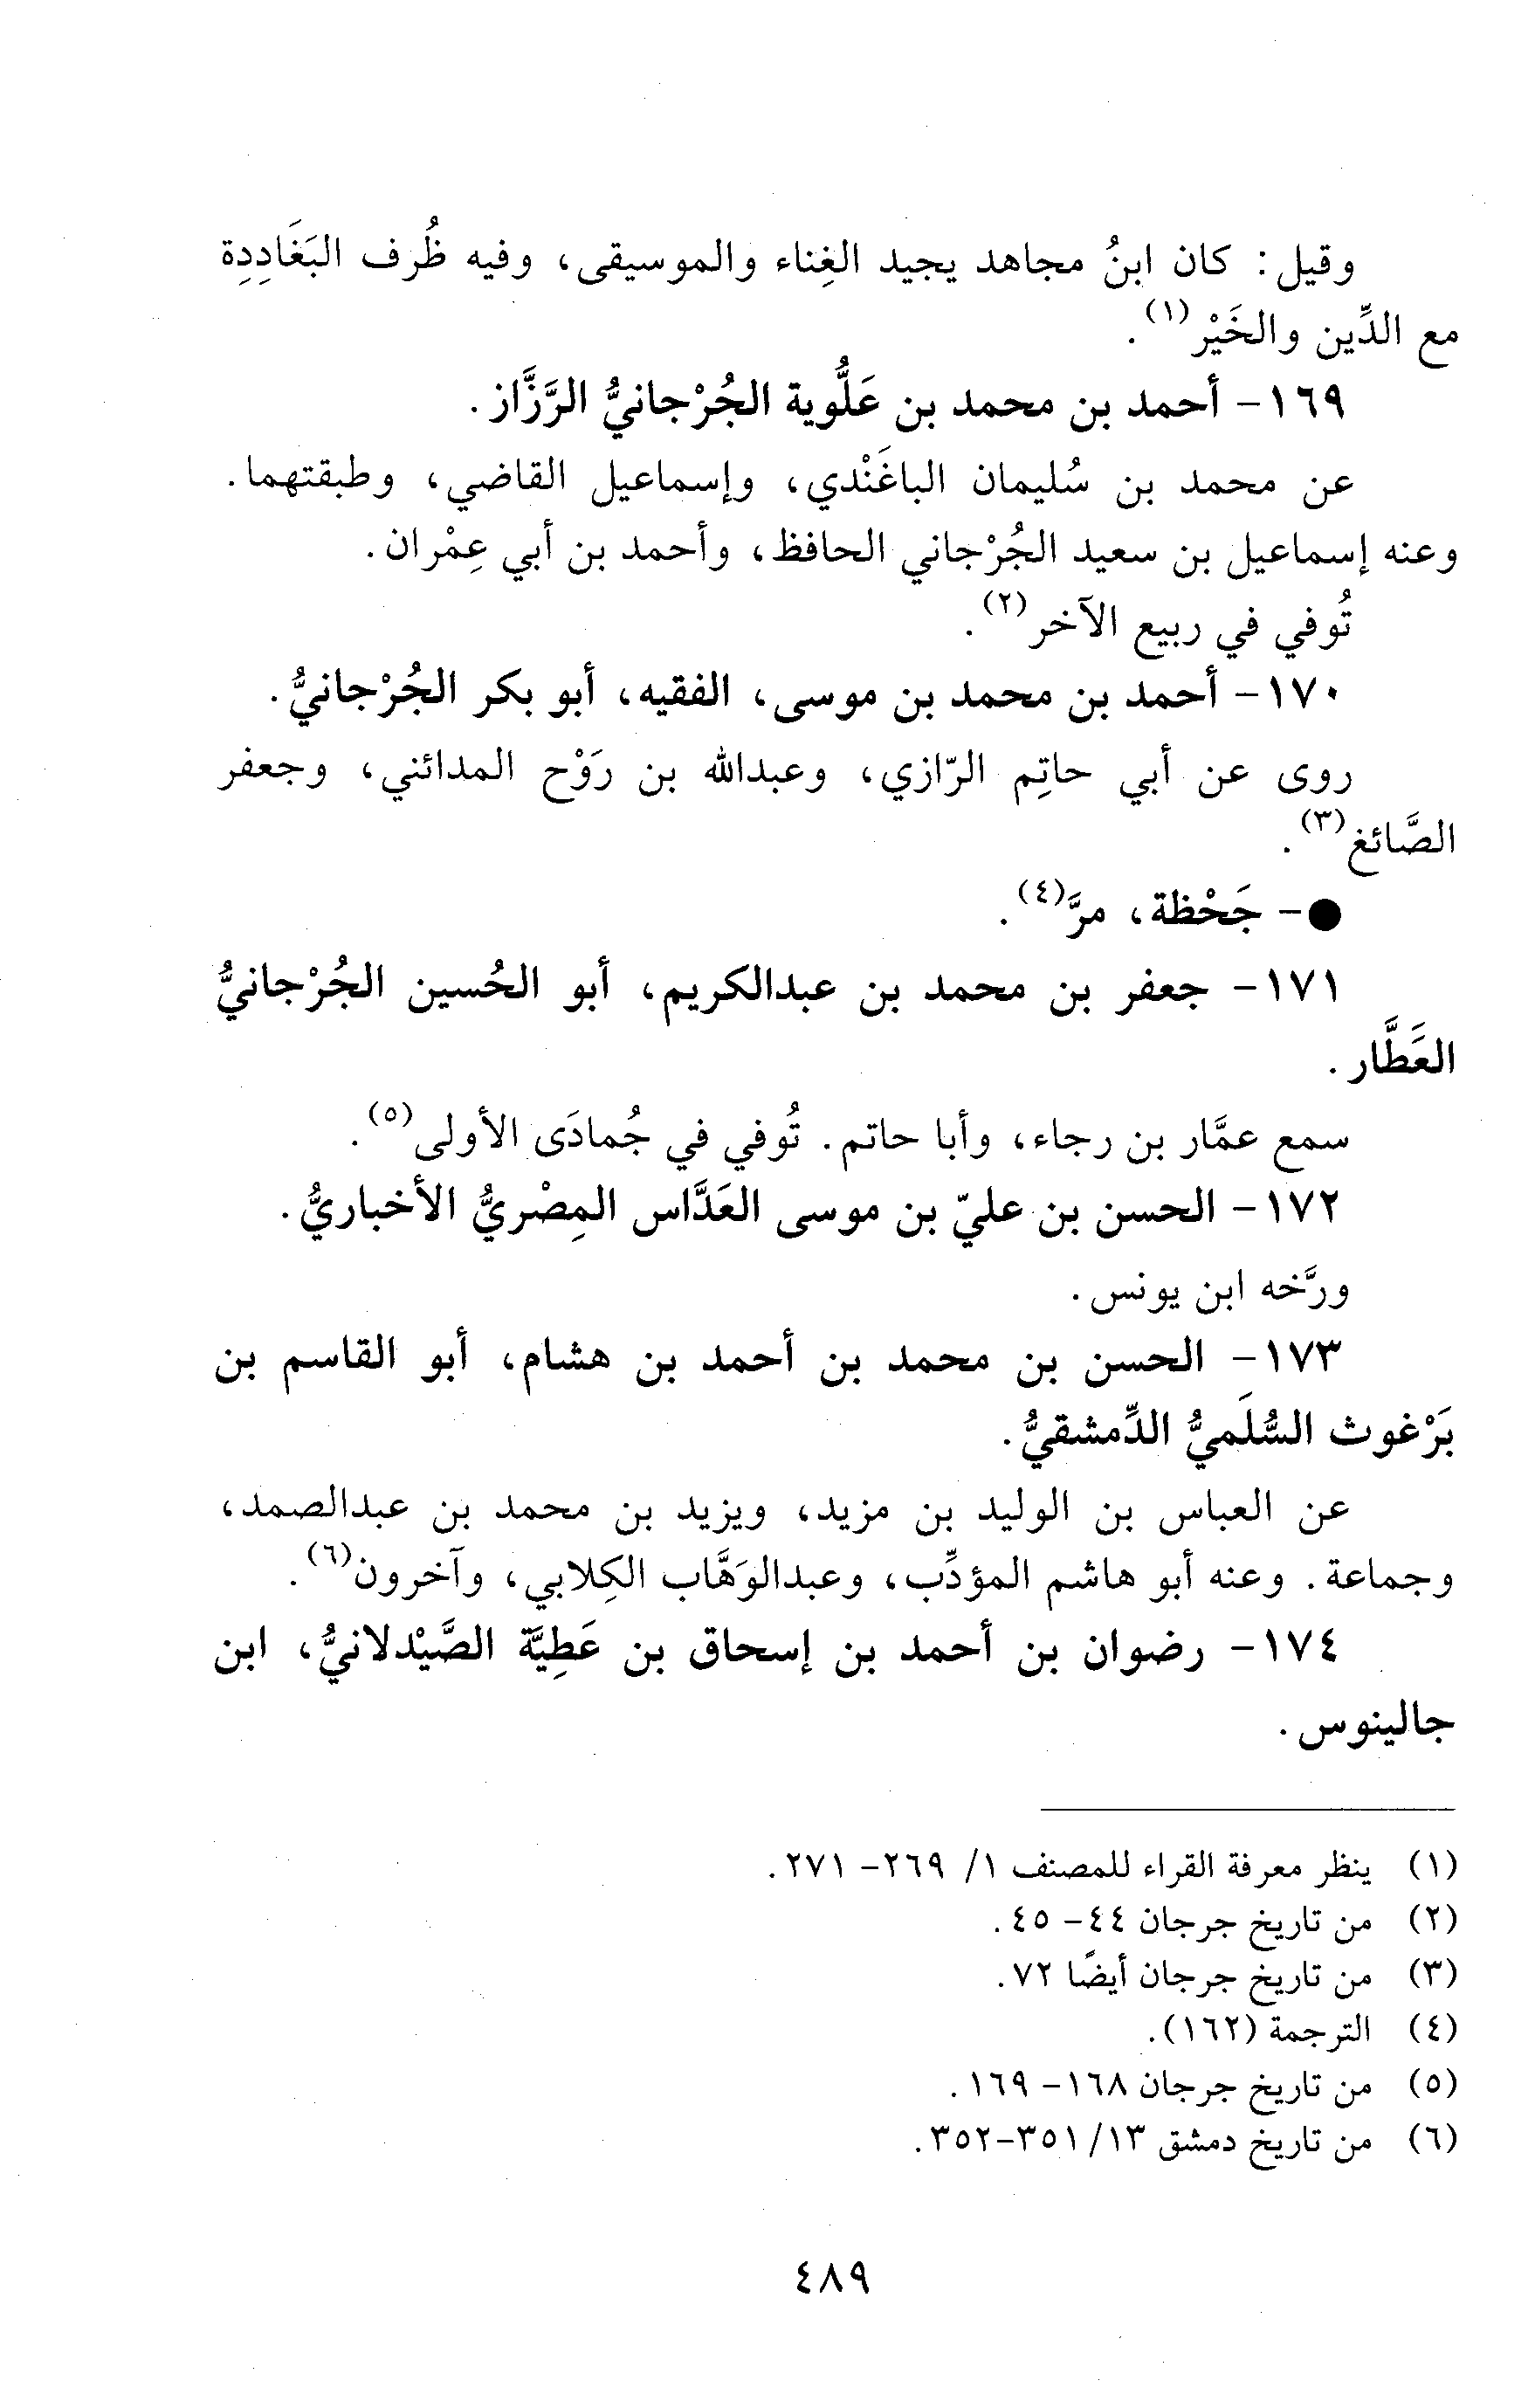 وقيل: كان ابنُ مجاهد يجيد الغِناء والموسيقى، وفيه ظُرف البَغَادِدِة
مع الدِّين والخَيْر(١).
١٦٩- أحمد بن محمد بن عَلُّوية الجُرْجانيُّ الرَّزَّاز.
عن محمد بن سُليمان الباغَنْدي، وإسماعيل القاضي، وطبقتهما.
وعنه إسماعيل بن سعيد الجُرْجاني الحافظ، وأحمد بن أبي عِمْران.
تُوفي في ربيع الآخر(٢).
١٧٠- أحمد بن محمد بن موسى، الفقيه، أبو بكر الجُرْجانيُّ.
روى عن أبي حاتِم الرّازي، وعبدالله بن رَوْح المدائني، وجعفر
الصَّائغ(٣).
●- جَحْظة، مرَّ(٤).
١٧١- جعفر بن محمد بن عبدالكريم، أبو الحُسين الجُرْجانيُّ
العَطَّار.
سمع عمَّار بن رجاء، وأبا حاتم. تُوفي في جُمادَى الأولى(٥).
١٧٢- الحسن بن عليّ بن موسى العَدَّاس المِصْريُّ الأخباريُّ.
ورَّخه ابن يونس.
١٧٣- الحسن بن محمد بن أحمد بن هشام، أبو القاسم بن
بَرْغوث السُّلَميُّ الدِّمشقيُّ.
عن العباس بن الوليد بن مزيد، ويزيد بن محمد بن عبدالصمد،
وجماعة. وعنه أبو هاشم المؤدِّب، وعبدالوَهَّاب الكِلابي، وآخرون(٦).
١٧٤- رضوان بن أحمد بن إسحاق بن عَطِيَّة الصَّيْدلانيُّ، ابن
جالينوس.
(١) ينظر معرفة القراء للمصنف ١/ ٢٦٩- ٢٧١.
(٢) من تاريخ جرجان ٤٤- ٤٥.
(٣) من تاريخ جرجان أيضًا ٧٢.
(٤) الترجمة (١٦٢).
(٥) من تاريخ جرجان ١٦٨- ١٦٩.
(٦) من تاريخ دمشق ١٣/ ٣٥١-٣٥٢.
٤٨٩